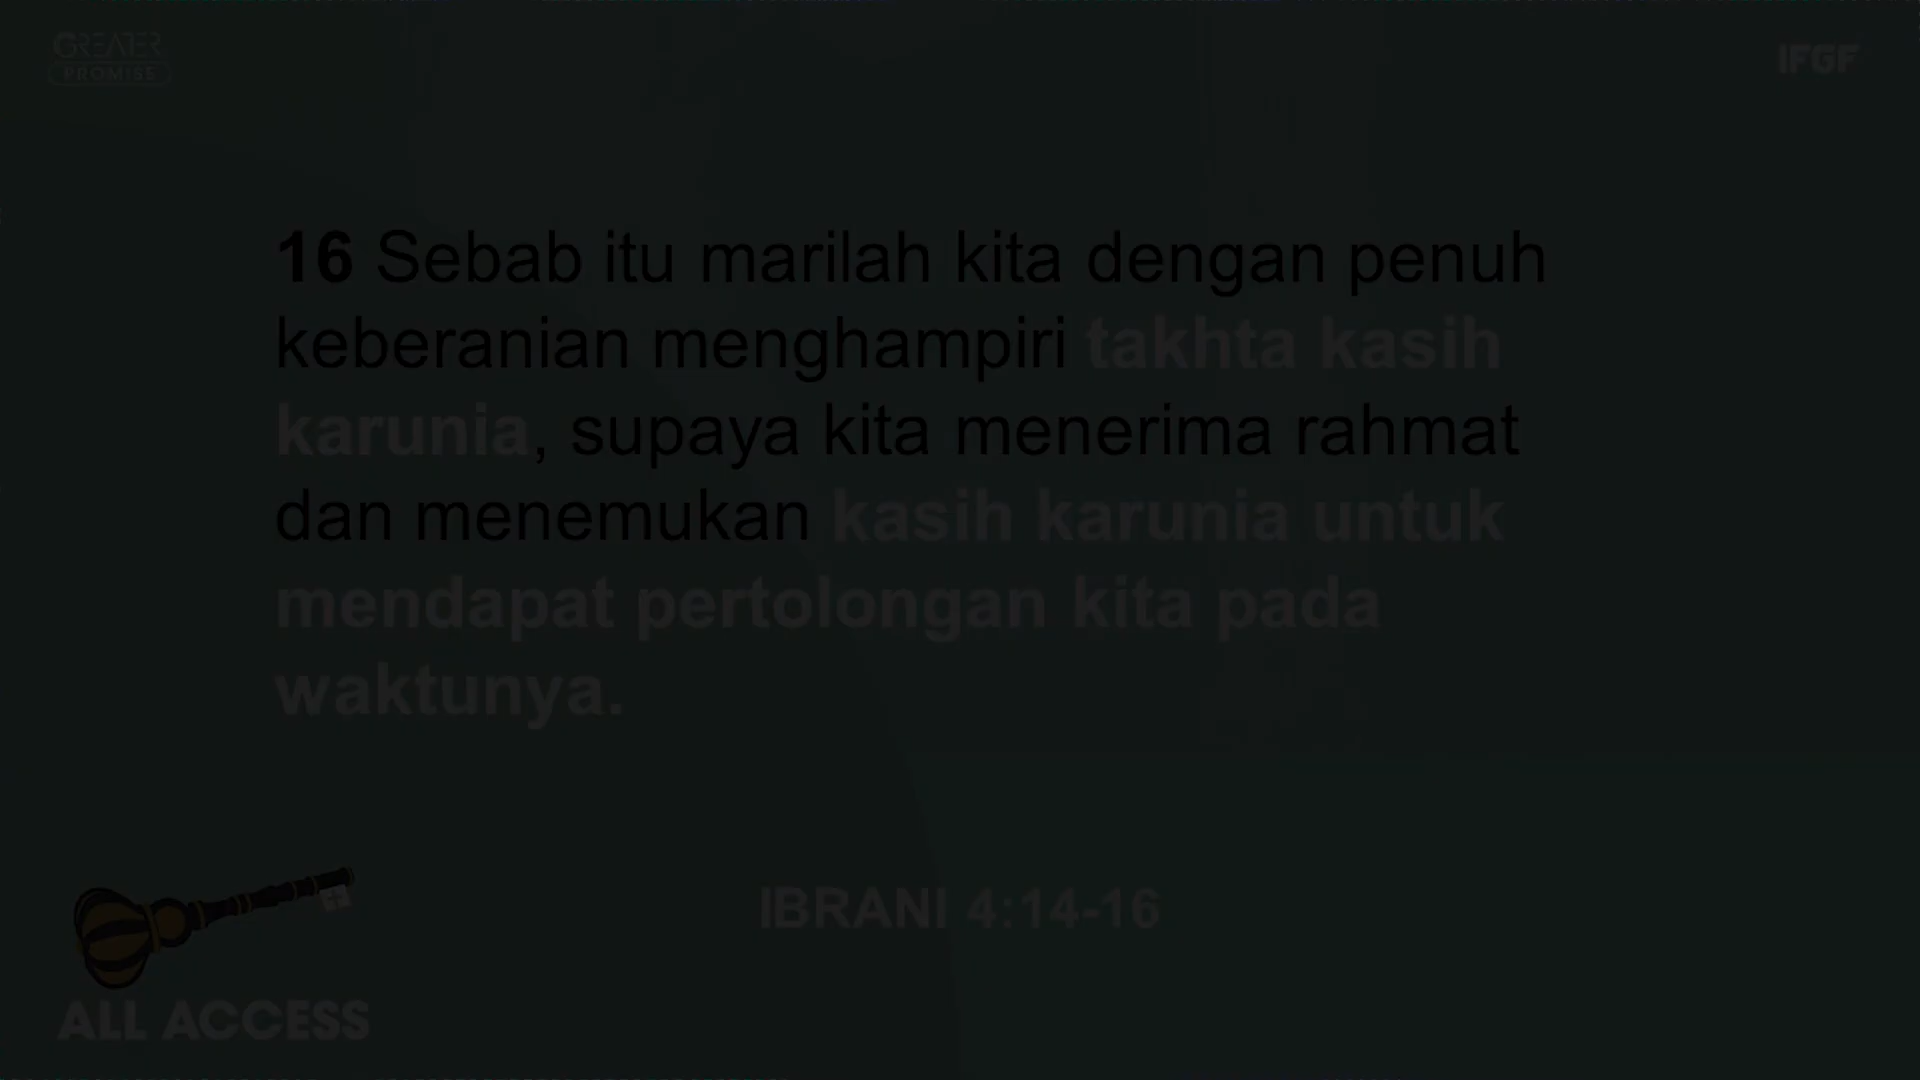 GREATER
PROMISE
IFGF
16 Sebab itu marilah kita dengan penuh
keberanian menghampiri takhta kasih
karunia, supaya kita menerima rahmat
dan menemukan kasih karunia untuk
mendapat pertolongan kita pada
waktunya.
IBRANI 4:14-16
ALL ACCESS